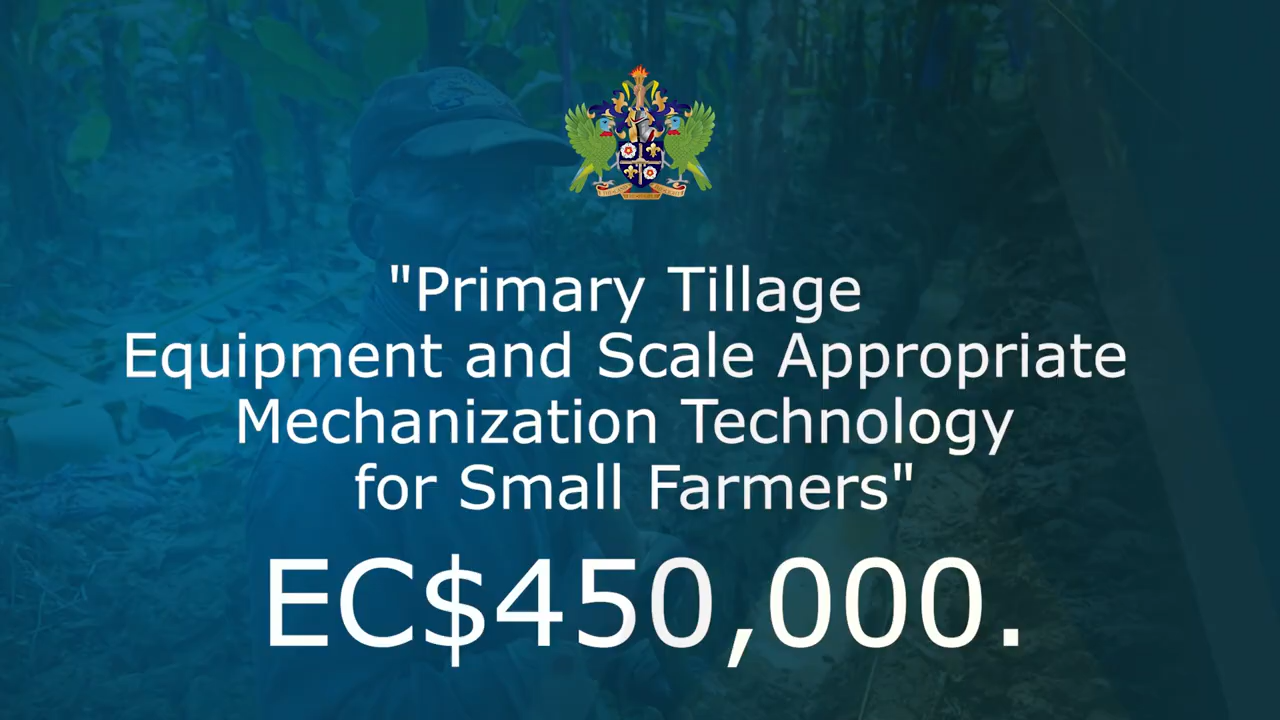 "Primary Tillage
Equipment and Scale Appropriate
Mechanization Technology
for Small Farmers"
EC$450,000.